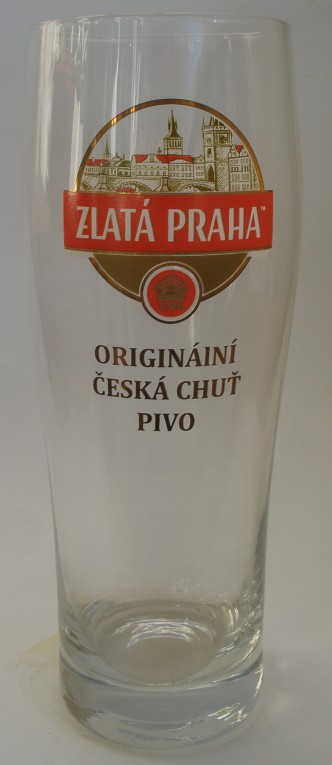 ZLATÁ PRAHA™
ORIGINÁINÍ
ČESKÁ CHUŤ
PIVO